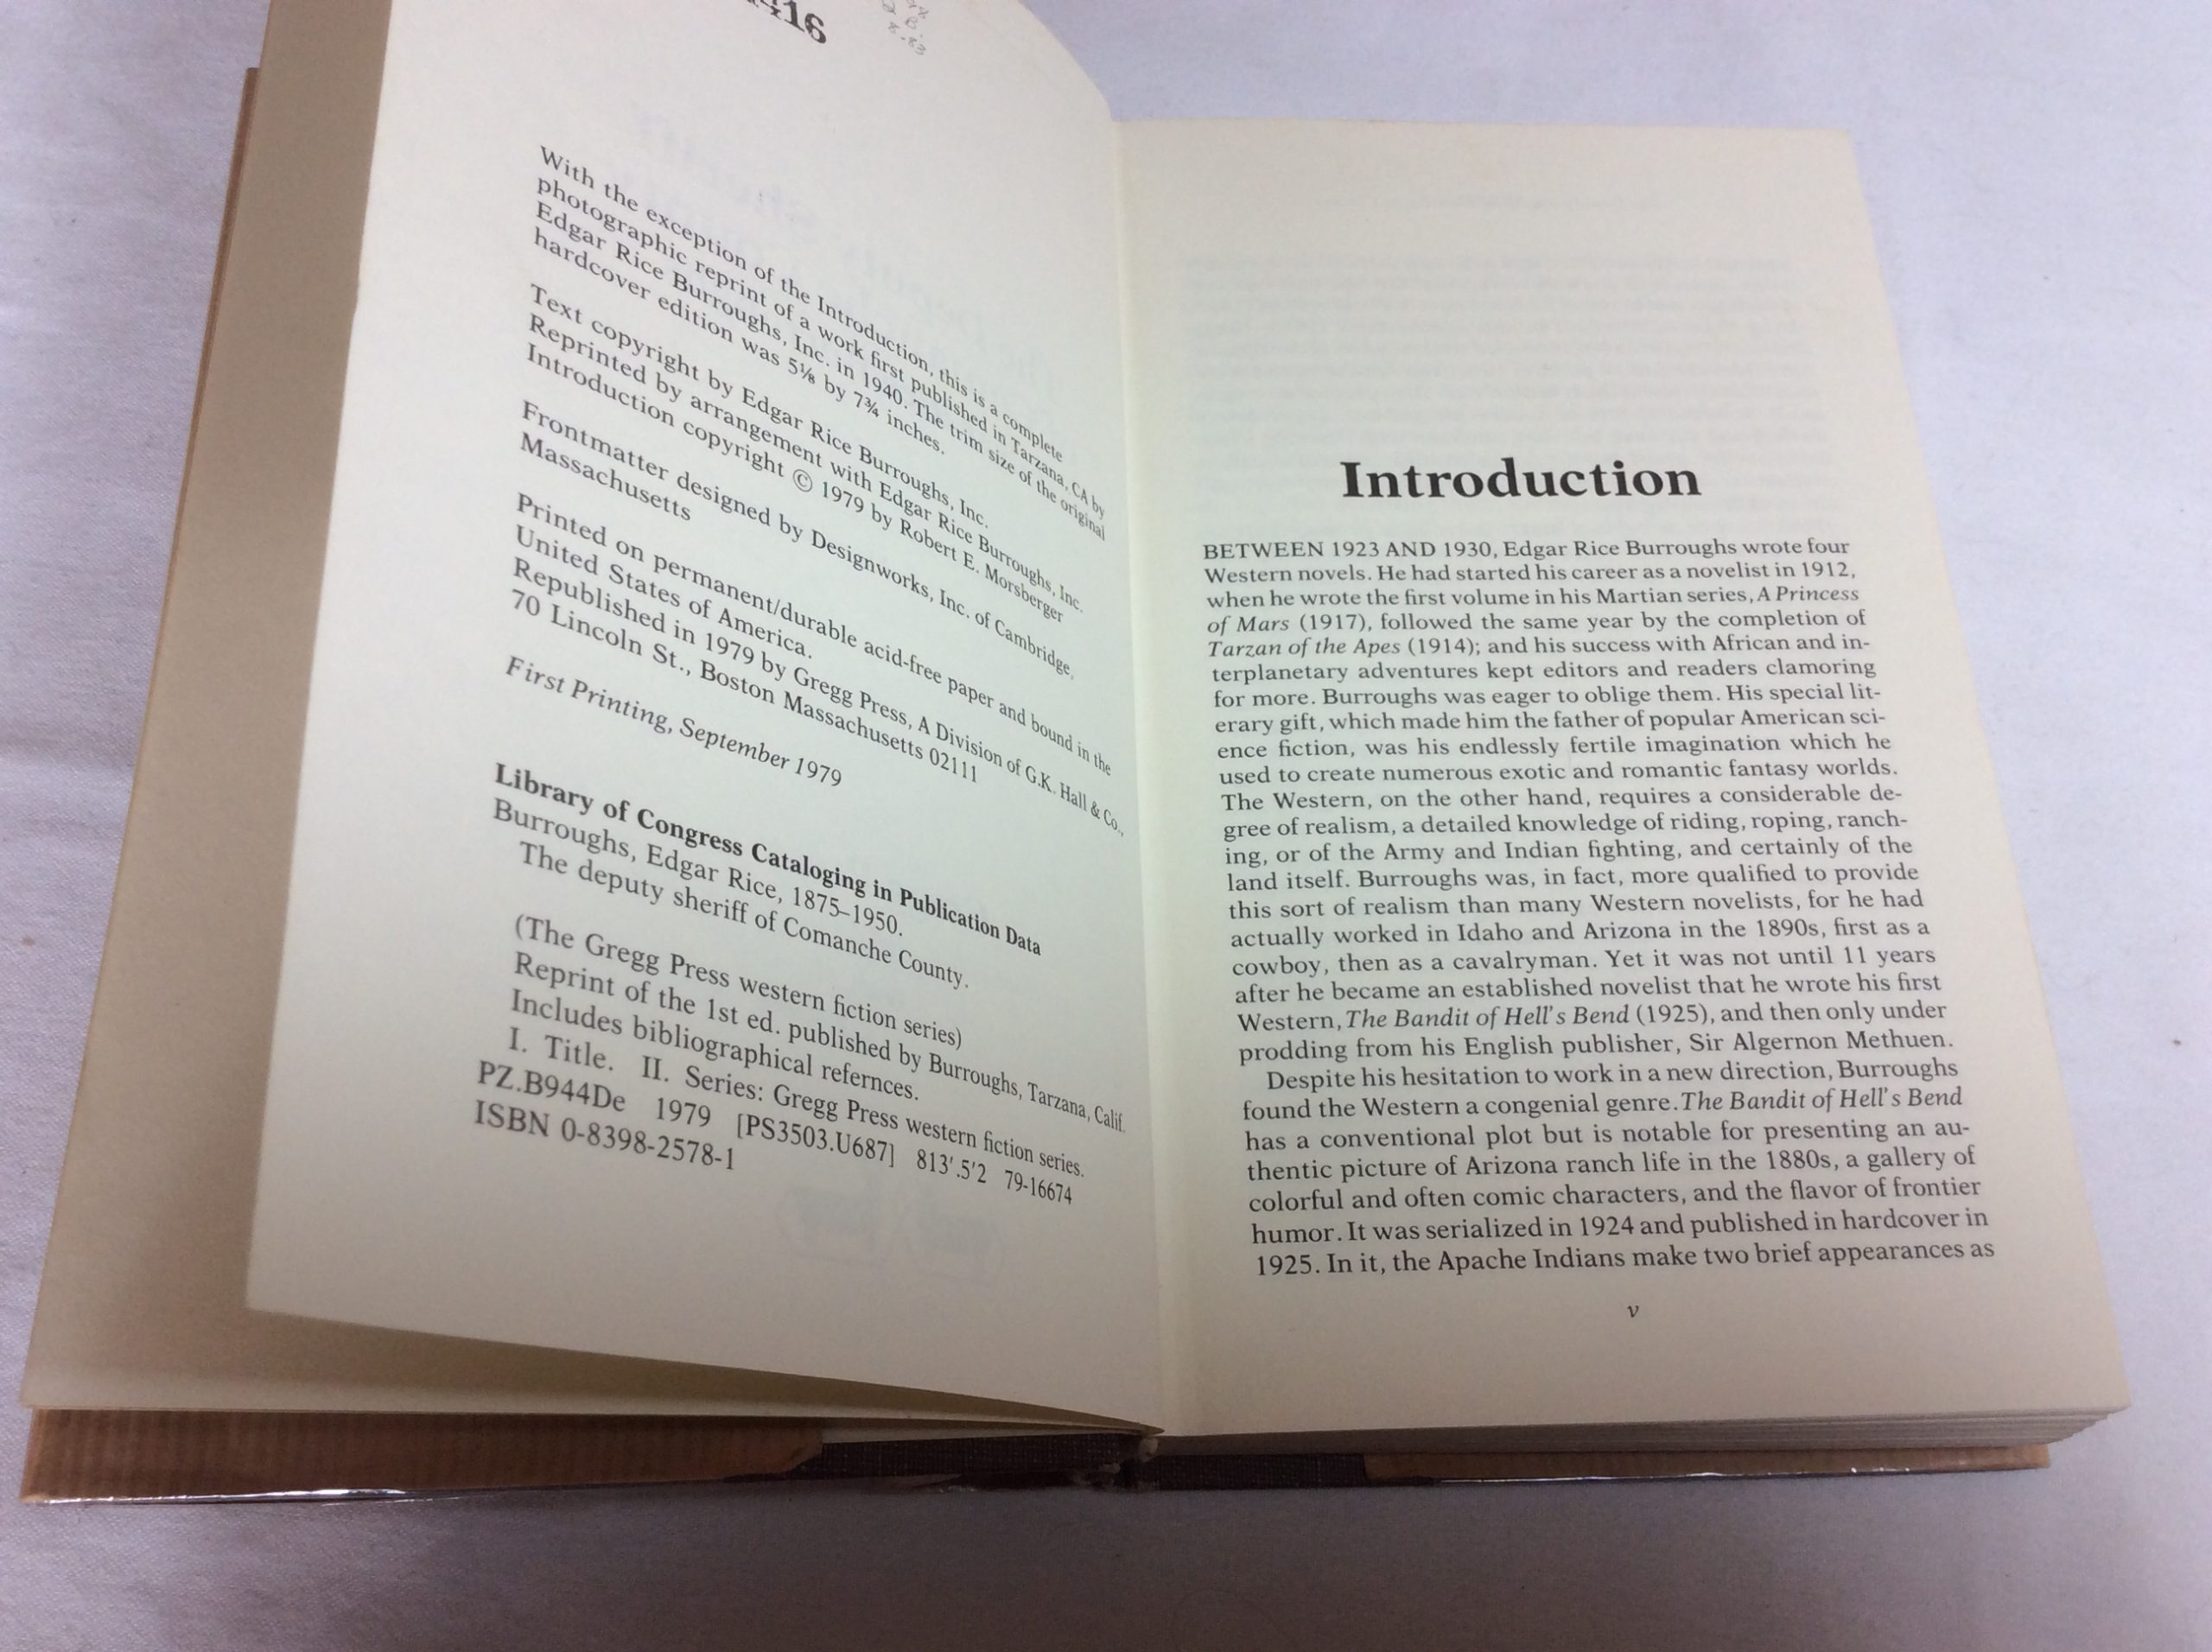 416
With the exception of the Introduction, this is a complete
photographic reprint of a work first published in Tarzana, CA by
Edgar Rice Burroughs, Inc. in 1940. The trim size of the original
hardcover edition was 5⅛ by 7¾ inches.
Text copyright by Edgar Rice Burroughs, Inc.
Reprinted by arrangement with Edgar Rice Burroughs, Inc.
Introduction copyright © 1979 by Robert E. Morsberger
Frontmatter designed by Designworks, Inc. of Cambridge,
Massachusetts
Printed on permanent/durable acid-free paper and bound in the
United States of America.
Republished in 1979 by Gregg Press, A Division of G.K. Hall & Co.,
70 Lincoln St., Boston Massachusetts 02111
First Printing, September 1979
Library of Congress Cataloging in Publication Data
Burroughs, Edgar Rice, 1875–1950.
The deputy sheriff of Comanche County.
(The Gregg Press western fiction series)
Reprint of the 1st ed. published by Burroughs, Tarzana, Calif.
Includes bibliographical refernces.
I. Title. II. Series: Gregg Press western fiction series.
PZ.B944De 1979 [PS3503.U687] 813'.5'2 79-16674
ISBN 0-8398-2578-1
Introduction
BETWEEN 1923 AND 1930, Edgar Rice Burroughs wrote four
Western novels. He had started his career as a novelist in 1912,
when he wrote the first volume in his Martian series, A Princess
of Mars (1917), followed the same year by the completion of
Tarzan of the Apes (1914); and his success with African and in-
terplanetary adventures kept editors and readers clamoring
for more. Burroughs was eager to oblige them. His special lit-
erary gift, which made him the father of popular American sci-
ence fiction, was his endlessly fertile imagination which he
used to create numerous exotic and romantic fantasy worlds.
The Western, on the other hand, requires a considerable de-
gree of realism, a detailed knowledge of riding, roping, ranch-
ing, or of the Army and Indian fighting, and certainly of the
land itself. Burroughs was, in fact, more qualified to provide
this sort of realism than many Western novelists, for he had
actually worked in Idaho and Arizona in the 1890s, first as a
cowboy, then as a cavalryman. Yet it was not until 11 years
after he became an established novelist that he wrote his first
Western, The Bandit of Hell's Bend (1925), and then only under
prodding from his English publisher, Sir Algernon Methuen.
Despite his hesitation to work in a new direction, Burroughs
found the Western a congenial genre. The Bandit of Hell's Bend
has a conventional plot but is notable for presenting an au-
thentic picture of Arizona ranch life in the 1880s, a gallery of
colorful and often comic characters, and the flavor of frontier
humor. It was serialized in 1924 and published in hardcover in
1925. In it, the Apache Indians make two brief appearances as
v